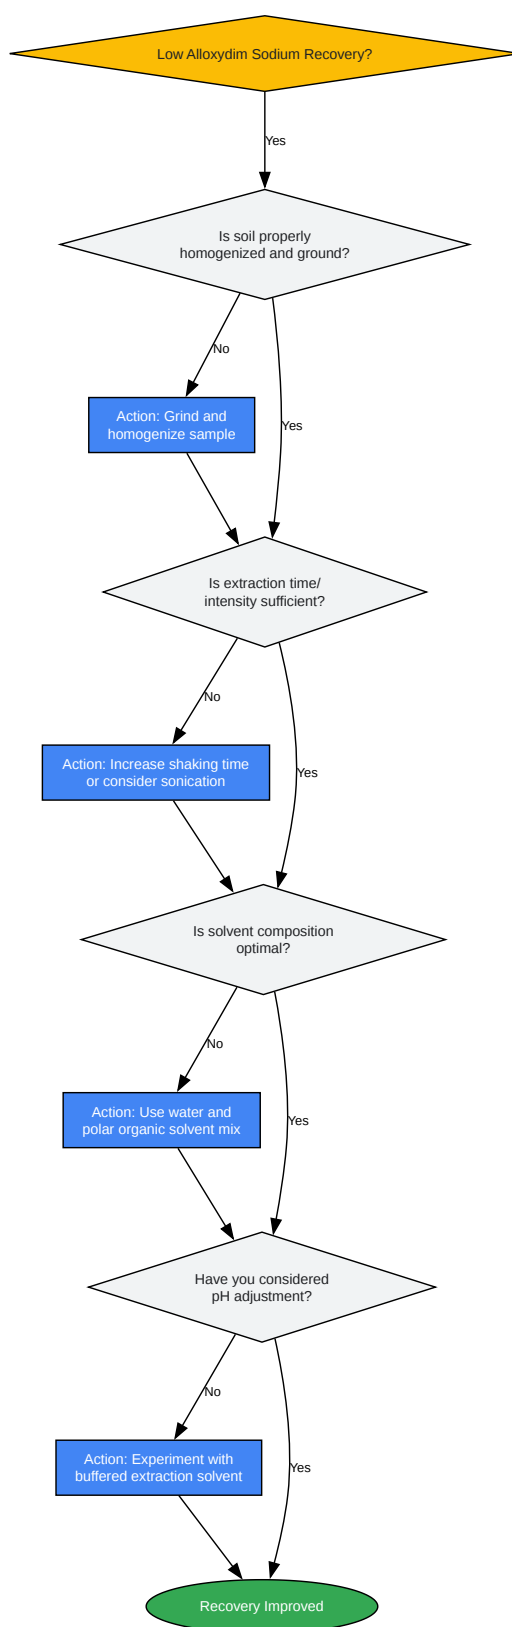 Low Alloxydim Sodium Recovery?
Yes
Is soil properly
homogenized and ground?
No
Action: Grind and
homogenize sample
Yes
Is extraction time/
intensity sufficient?
No
Action: Increase shaking time
or consider sonication
Yes
Is solvent composition
optimal?
No
Action: Use water and
polar organic solvent mix
Yes
Have you considered
pH adjustment?
No
Action: Experiment with
buffered extraction solvent
Yes
Recovery Improved